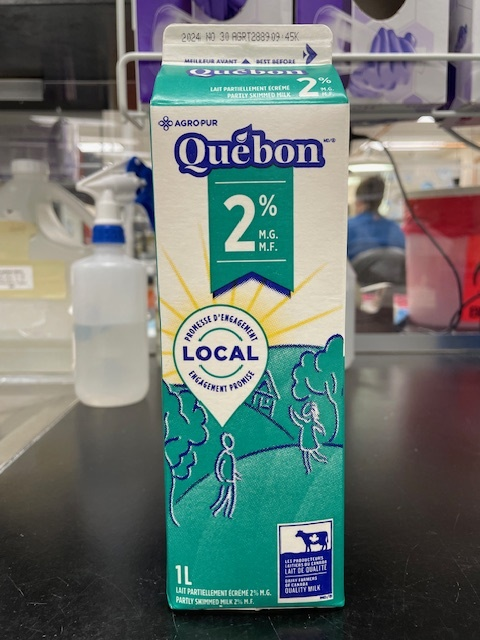 2024 NO 30 AGRT2889 09:45K
MEILLEUR AVANT ▲ BEST BEFORE
Québon
LAIT PARTIELLEMENT ÉCRÉMÉ
PARTLY SKIMMED MILK
2%
M.G.
M.F.
AGROPUR
Québon
MD/®
2%
M.G.
M.F.
PROMESSE D'ENGAGEMENT
LOCAL
ENGAGEMENT PROMISE
LES PRODUCTEURS
LAITIERS DU CANADA
LAIT DE QUALITÉ
DAIRY FARMERS
OF CANADA
QUALITY MILK
1L
LAIT PARTIELLEMENT ÉCRÉMÉ 2% M.G.
PARTLY SKIMMED MILK 2% M.F.